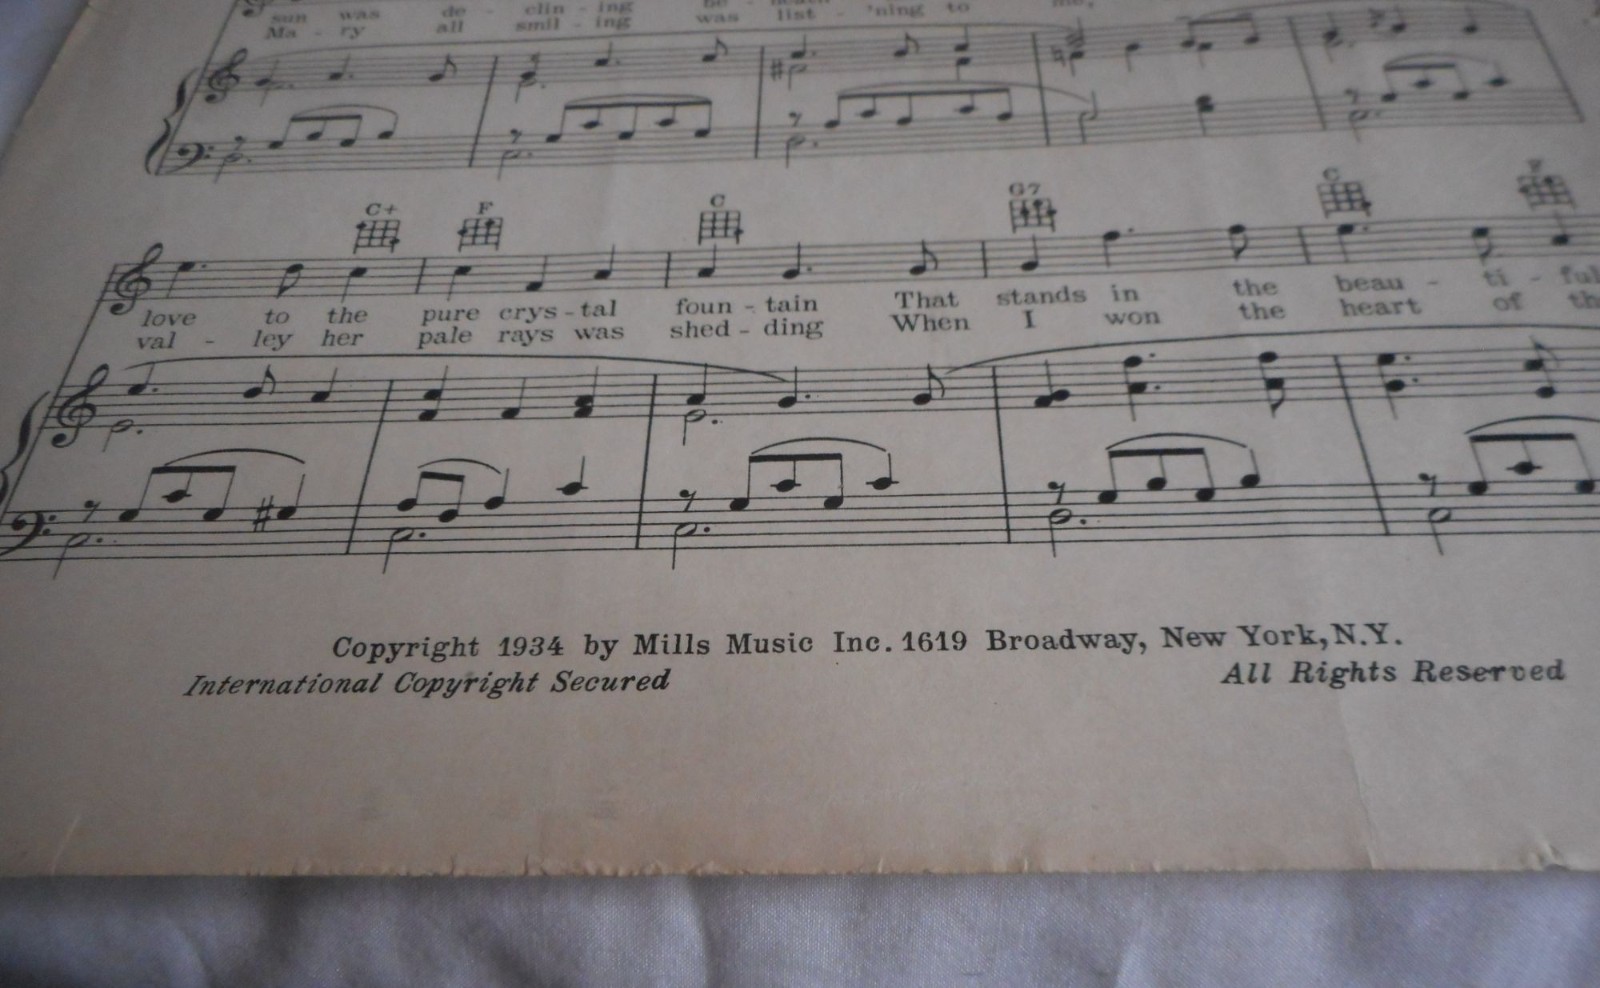 sun was de - clin - ing
Ma - ry all smil - ing was list - 'ning to me,
C+ F C G7 C F
love to the pure crys - tal foun - tain That stands in the beau - ti - ful
val - ley her pale rays was shed - ding When I won the heart of
Copyright 1934 by Mills Music Inc. 1619 Broadway, New York, N.Y.
International Copyright Secured All Rights Reserved